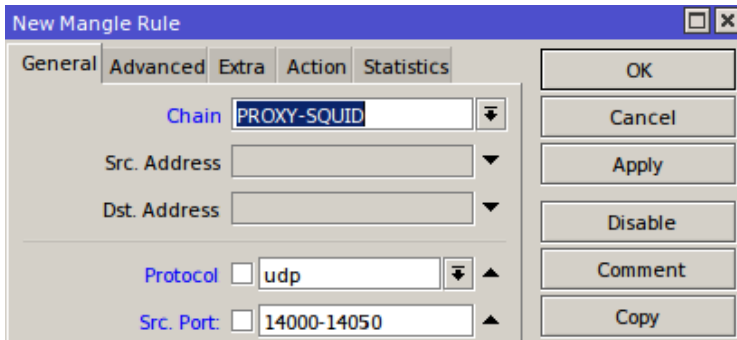 New Mangle Rule
General Advanced Extra Action Statistics
OK
Chain PROXY-SQUID
Cancel
Src. Address
Apply
Dst. Address
Disable
Protocol udp
Comment
Src. Port: 14000-14050
Copy